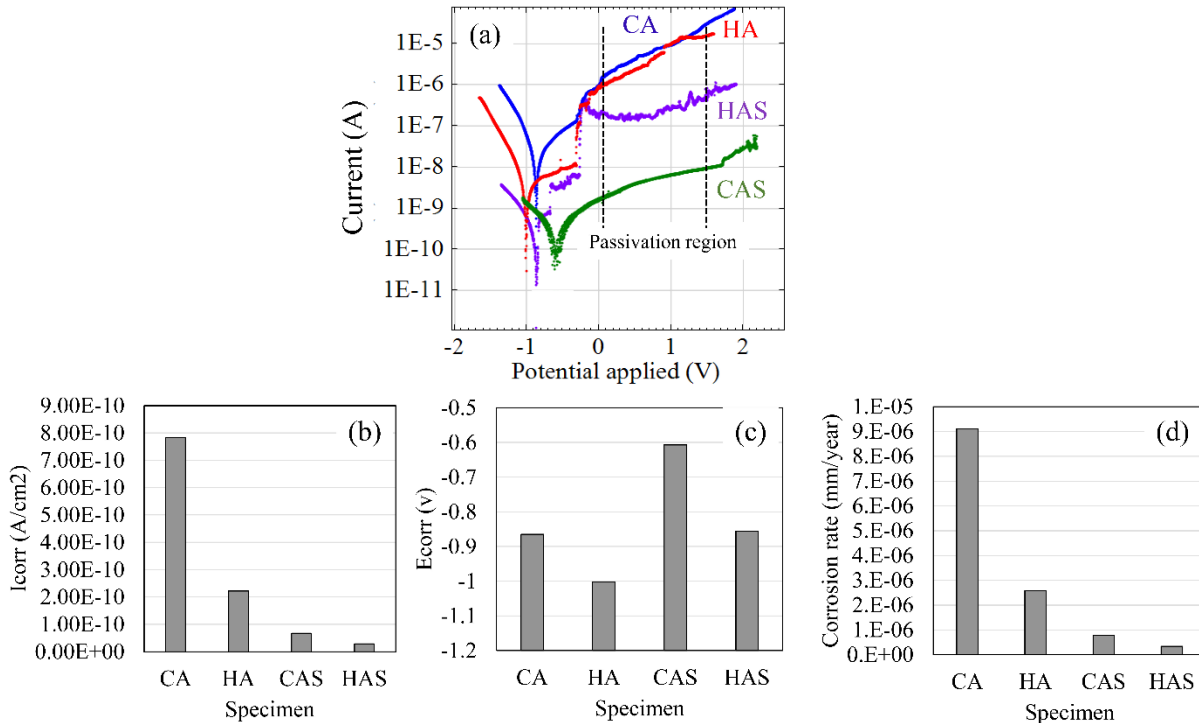 (a)
CA
HA
HAS
CAS
Passivation region
Current (A)
1E-5
1E-6
1E-7
1E-8
1E-9
1E-10
1E-11
-2 -1 0 1 2
Potential applied (V)
(b)
Icorr (A/cm2)
9.00E-10
8.00E-10
7.00E-10
6.00E-10
5.00E-10
4.00E-10
3.00E-10
2.00E-10
1.00E-10
0.00E+00
CA HA CAS HAS
Specimen
(c)
Ecorr (v)
-0.5
-0.6
-0.7
-0.8
-0.9
-1
-1.1
-1.2
CA HA CAS HAS
Specimen
(d)
Corrosion rate (mm/year)
1.E-05
9.E-06
8.E-06
7.E-06
6.E-06
5.E-06
4.E-06
3.E-06
2.E-06
1.E-06
0.E+00
CA HA CAS HAS
Specimen